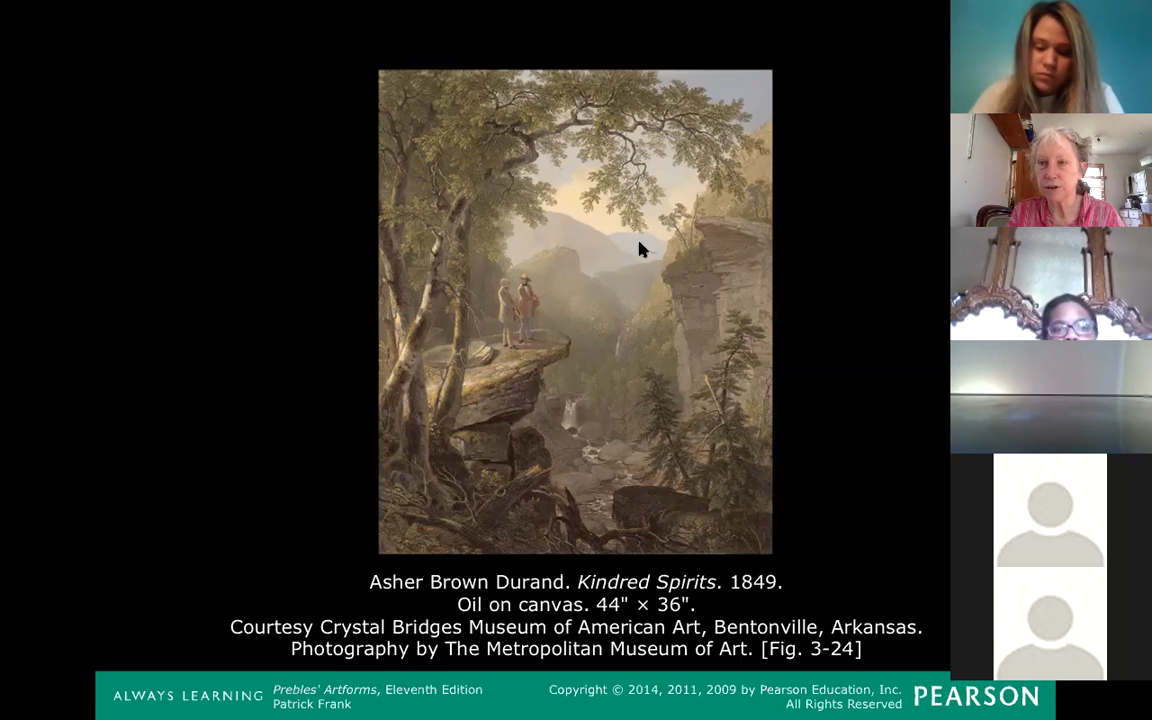 Asher Brown Durand. Kindred Spirits. 1849.
Oil on canvas. 44" × 36".
Courtesy Crystal Bridges Museum of American Art, Bentonville, Arkansas.
Photography by The Metropolitan Museum of Art. [Fig. 3-24]
ALWAYS LEARNING
Prebles' Artforms, Eleventh Edition
Patrick Frank
Copyright © 2014, 2011, 2009 by Pearson Education, Inc.
All Rights Reserved
PEARSON